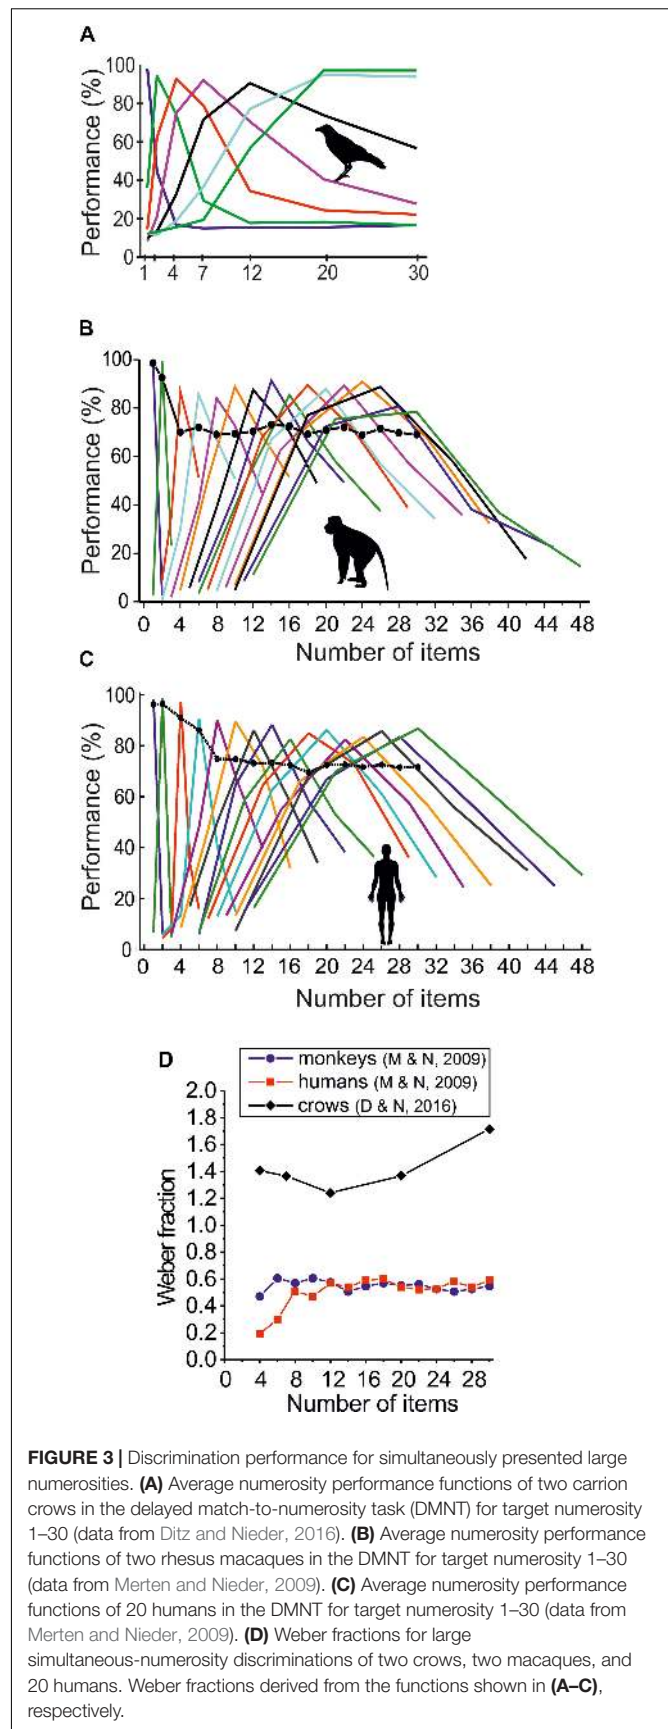 A
Performance (%)
100
80
60
40
20
0
1 4 7 12 20 30
B
Performance (%)
100
80
60
40
20
0
0 4 8 12 16 20 24 28 32 36 40 44 48
Number of items
C
Performance (%)
100
80
60
40
20
0
0 4 8 12 16 20 24 28 32 36 40 44 48
Number of items
D
monkeys (M & N, 2009)
humans (M & N, 2009)
crows (D & N, 2016)
Weber fraction
2.0
1.8
1.6
1.4
1.2
1.0
0.8
0.6
0.4
0.2
0.0
0 4 8 12 16 20 24 28
Number of items
FIGURE 3 | Discrimination performance for simultaneously presented large
numerosities. (A) Average numerosity performance functions of two carrion
crows in the delayed match-to-numerosity task (DMNT) for target numerosity
1–30 (data from Ditz and Nieder, 2016). (B) Average numerosity performance
functions of two rhesus macaques in the DMNT for target numerosity 1–30
(data from Merten and Nieder, 2009). (C) Average numerosity performance
functions of 20 humans in the DMNT for target numerosity 1–30 (data from
Merten and Nieder, 2009). (D) Weber fractions for large
simultaneous-numerosity discriminations of two crows, two macaques, and
20 humans. Weber fractions derived from the functions shown in (A–C),
respectively.